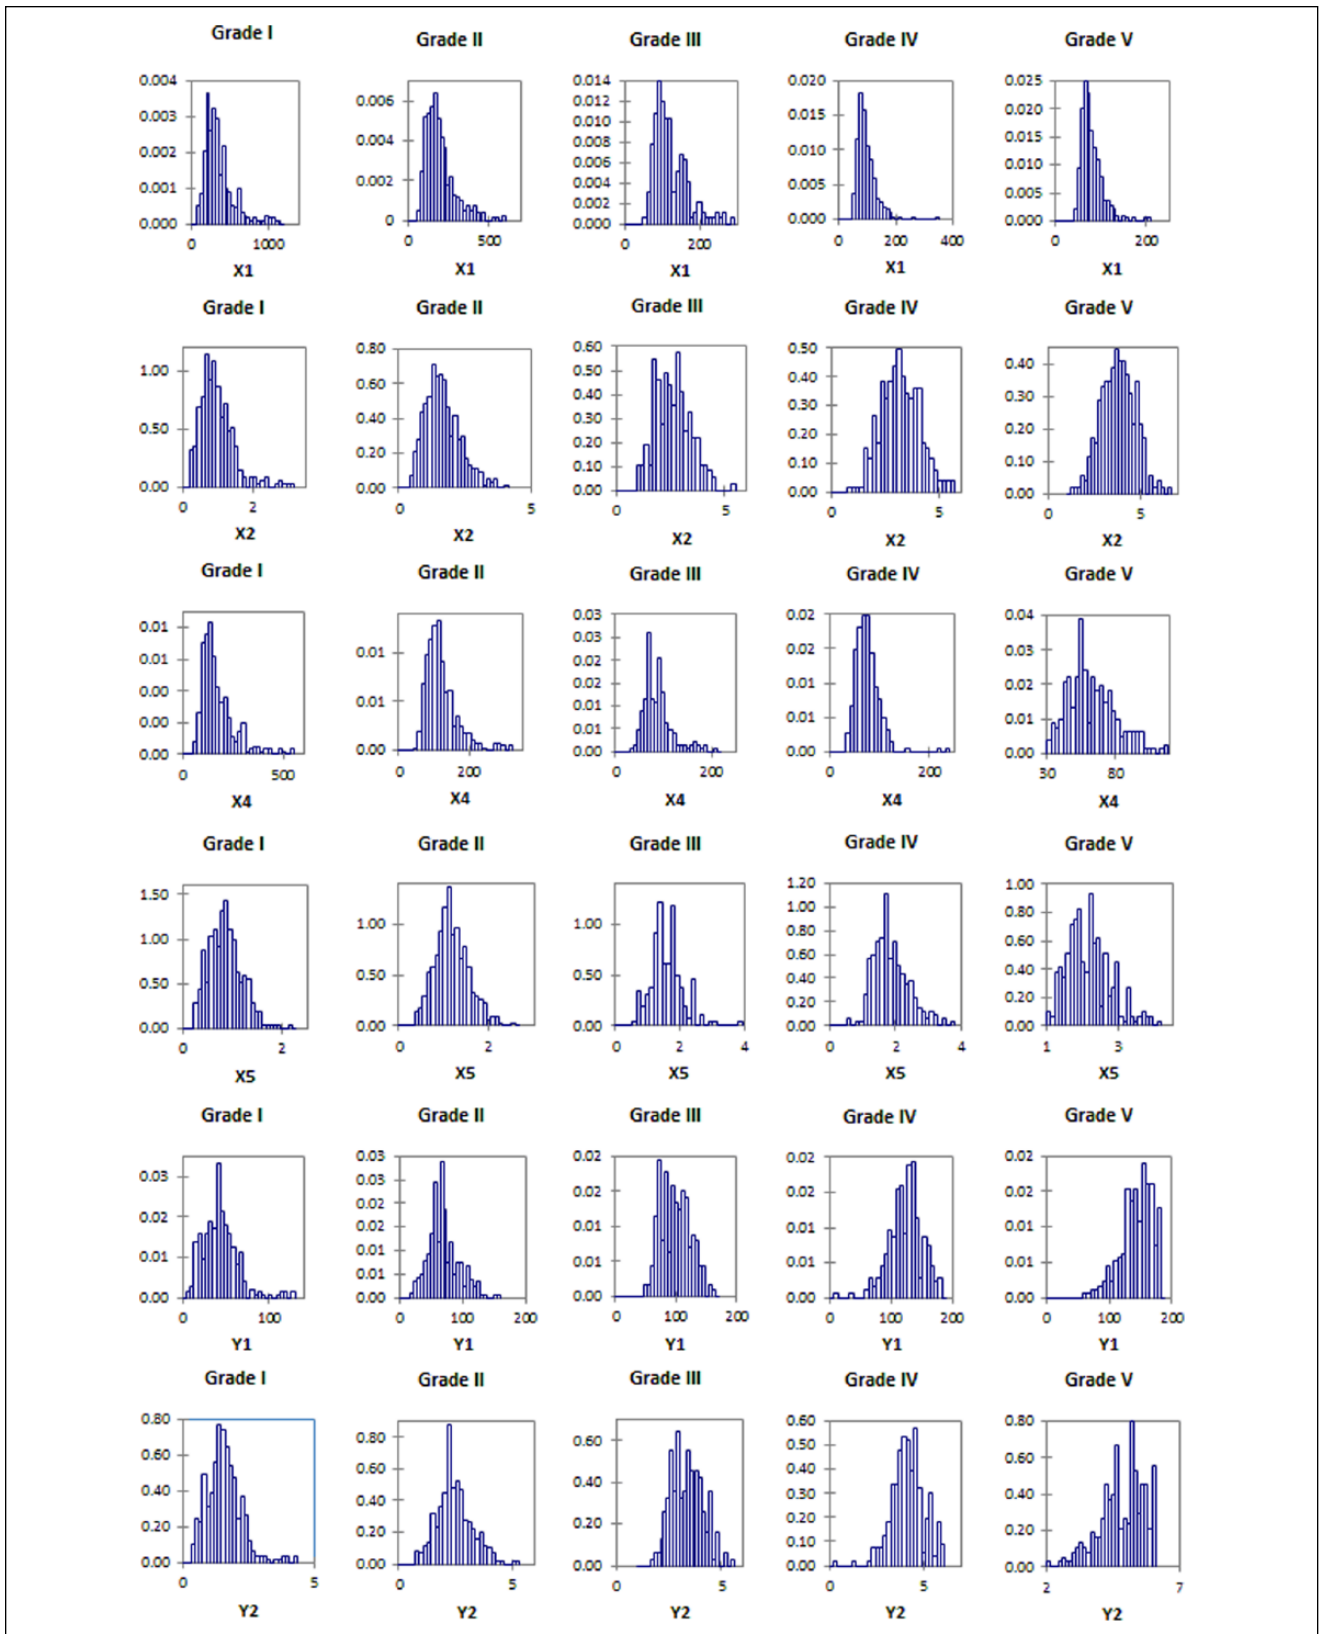 Grade I Grade II Grade III Grade IV Grade V
0.004 0.003 0.002 0.001 0.000 0 1000 X1
0.006 0.004 0.002 0 0 500 X1
0.014 0.012 0.010 0.008 0.006 0.004 0.002 0.000 0 200 X1
0.020 0.015 0.010 0.005 0.000 0 200 400 X1
0.025 0.020 0.015 0.010 0.005 0.000 0 200 X1
Grade I Grade II Grade III Grade IV Grade V
1.00 0.50 0.00 0 2 X2
0.80 0.60 0.40 0.20 0.00 0 5 X2
0.60 0.50 0.40 0.30 0.20 0.10 0.00 0 5 X2
0.50 0.40 0.30 0.20 0.10 0.00 0 5 X2
0.40 0.30 0.20 0.10 0.00 0 5 X2
Grade I Grade II Grade III Grade IV Grade V
0.01 0.01 0.00 0.00 0.00 0 500 X4
0.01 0.01 0.00 0 200 X4
0.03 0.03 0.02 0.02 0.01 0.01 0.00 0 200 X4
0.02 0.02 0.01 0.01 0.00 0 200 X4
0.04 0.03 0.02 0.01 0.00 30 80 X4
Grade I Grade II Grade III Grade IV Grade V
1.50 1.00 0.50 0.00 0 2 X5
1.00 0.50 0.00 0 2 X5
1.00 0.50 0.00 0 2 4 X5
1.20 1.00 0.80 0.60 0.40 0.20 0.00 0 2 4 X5
1.00 0.80 0.60 0.40 0.20 0.00 1 3 X5
Grade I Grade II Grade III Grade IV Grade V
0.03 0.02 0.01 0.00 0 100 Y1
0.03 0.03 0.02 0.02 0.01 0.01 0.00 0 100 200 Y1
0.02 0.02 0.01 0.01 0.00 0 100 200 Y1
0.02 0.02 0.01 0.01 0.00 0 100 200 Y1
0.02 0.02 0.01 0.01 0.00 0 50 100 150 200 Y1
Grade I Grade II Grade III Grade IV Grade V
0.80 0.60 0.40 0.20 0.00 0 5 Y2
0.80 0.60 0.40 0.20 0.00 0 5 Y2
0.60 0.40 0.20 0.00 0 5 Y2
0.60 0.50 0.40 0.30 0.20 0.10 0.00 0 5 Y2
0.80 0.60 0.40 0.20 0.00 2 7 Y2